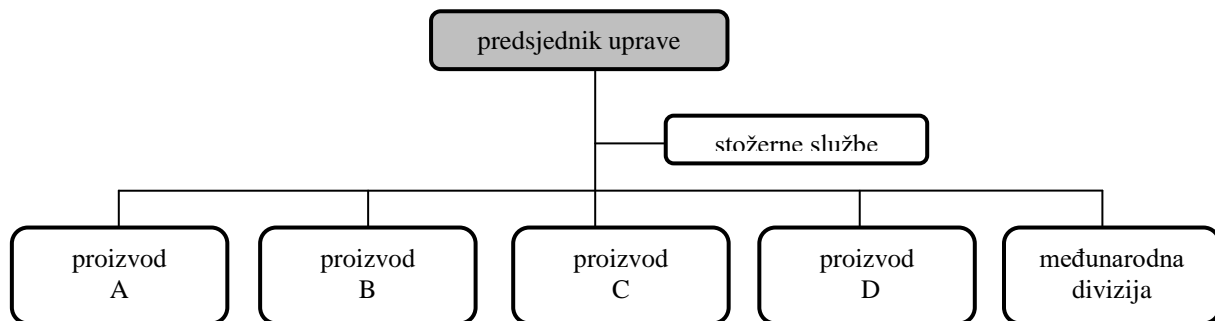 predsjednik uprave
stožerne službe
proizvod
A
proizvod
B
proizvod
C
proizvod
D
međunarodna
divizija